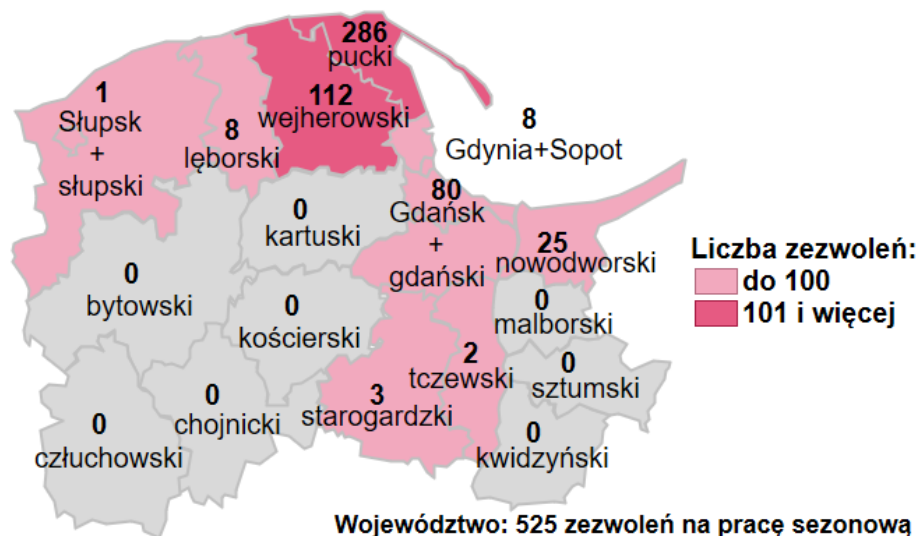 286
pucki
1
Słupsk
+
słupski
8
lęborski
112
wejherowski
8
Gdynia+Sopot
0
kartuski
80
Gdańsk
+
gdański
25
nowodworski
Liczba zezwoleń:
do 100
101 i więcej
0
bytowski
0
kościerski
0
malborski
2
tczewski
0
sztumski
3
starogardzki
0
chojnicki
0
człuchowski
0
kwidzyński
Województwo: 525 zezwoleń na pracę sezonową